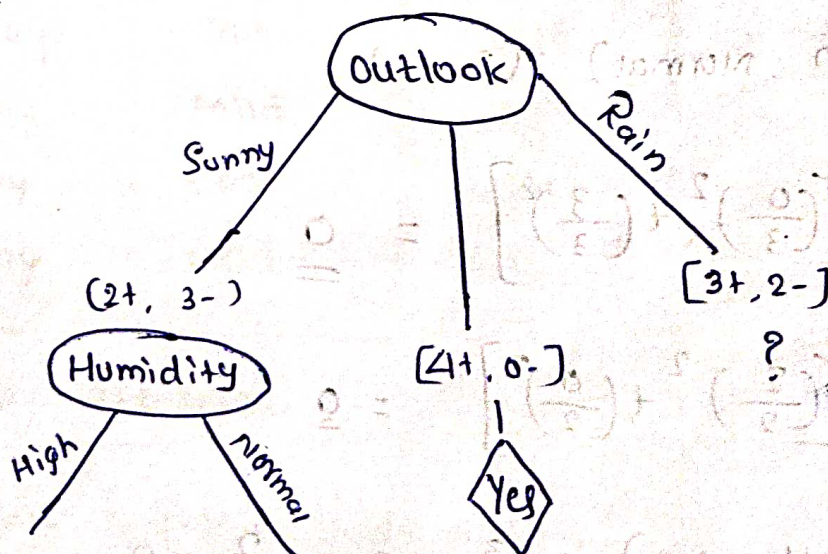 Outlook
Sunny
Rain
(2+, 3-)
[3+, 2-]
Humidity
[4+, 0-]
?
High
Normal
Yes